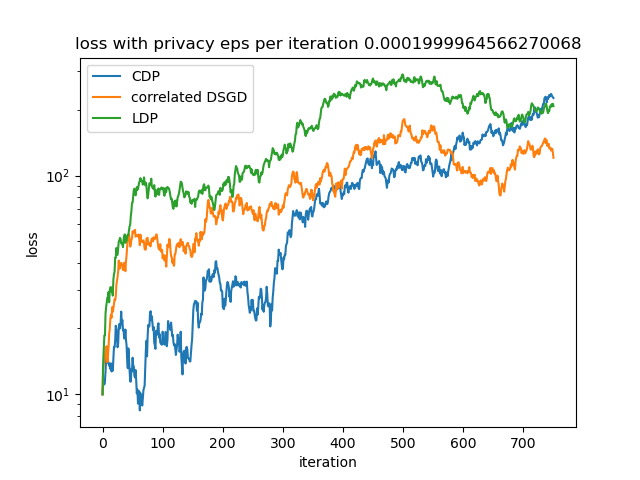 loss with privacy eps per iteration 0.0001999964566270068
CDP
correlated DSGD
LDP
10²
10¹
loss
0 100 200 300 400 500 600 700
iteration